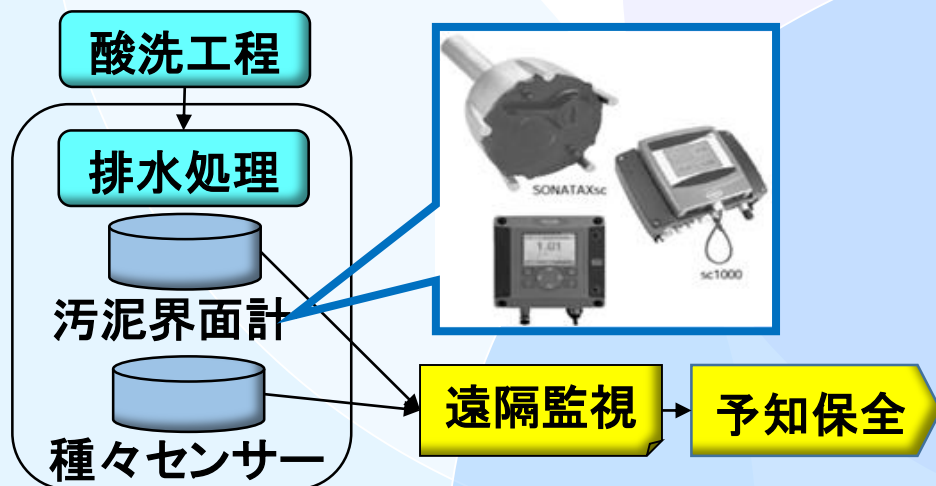 酸洗工程
排水処理
汚泥界面計
種々センサー
SONATAXsc
sc1000
1.01
遠隔監視
予知保全